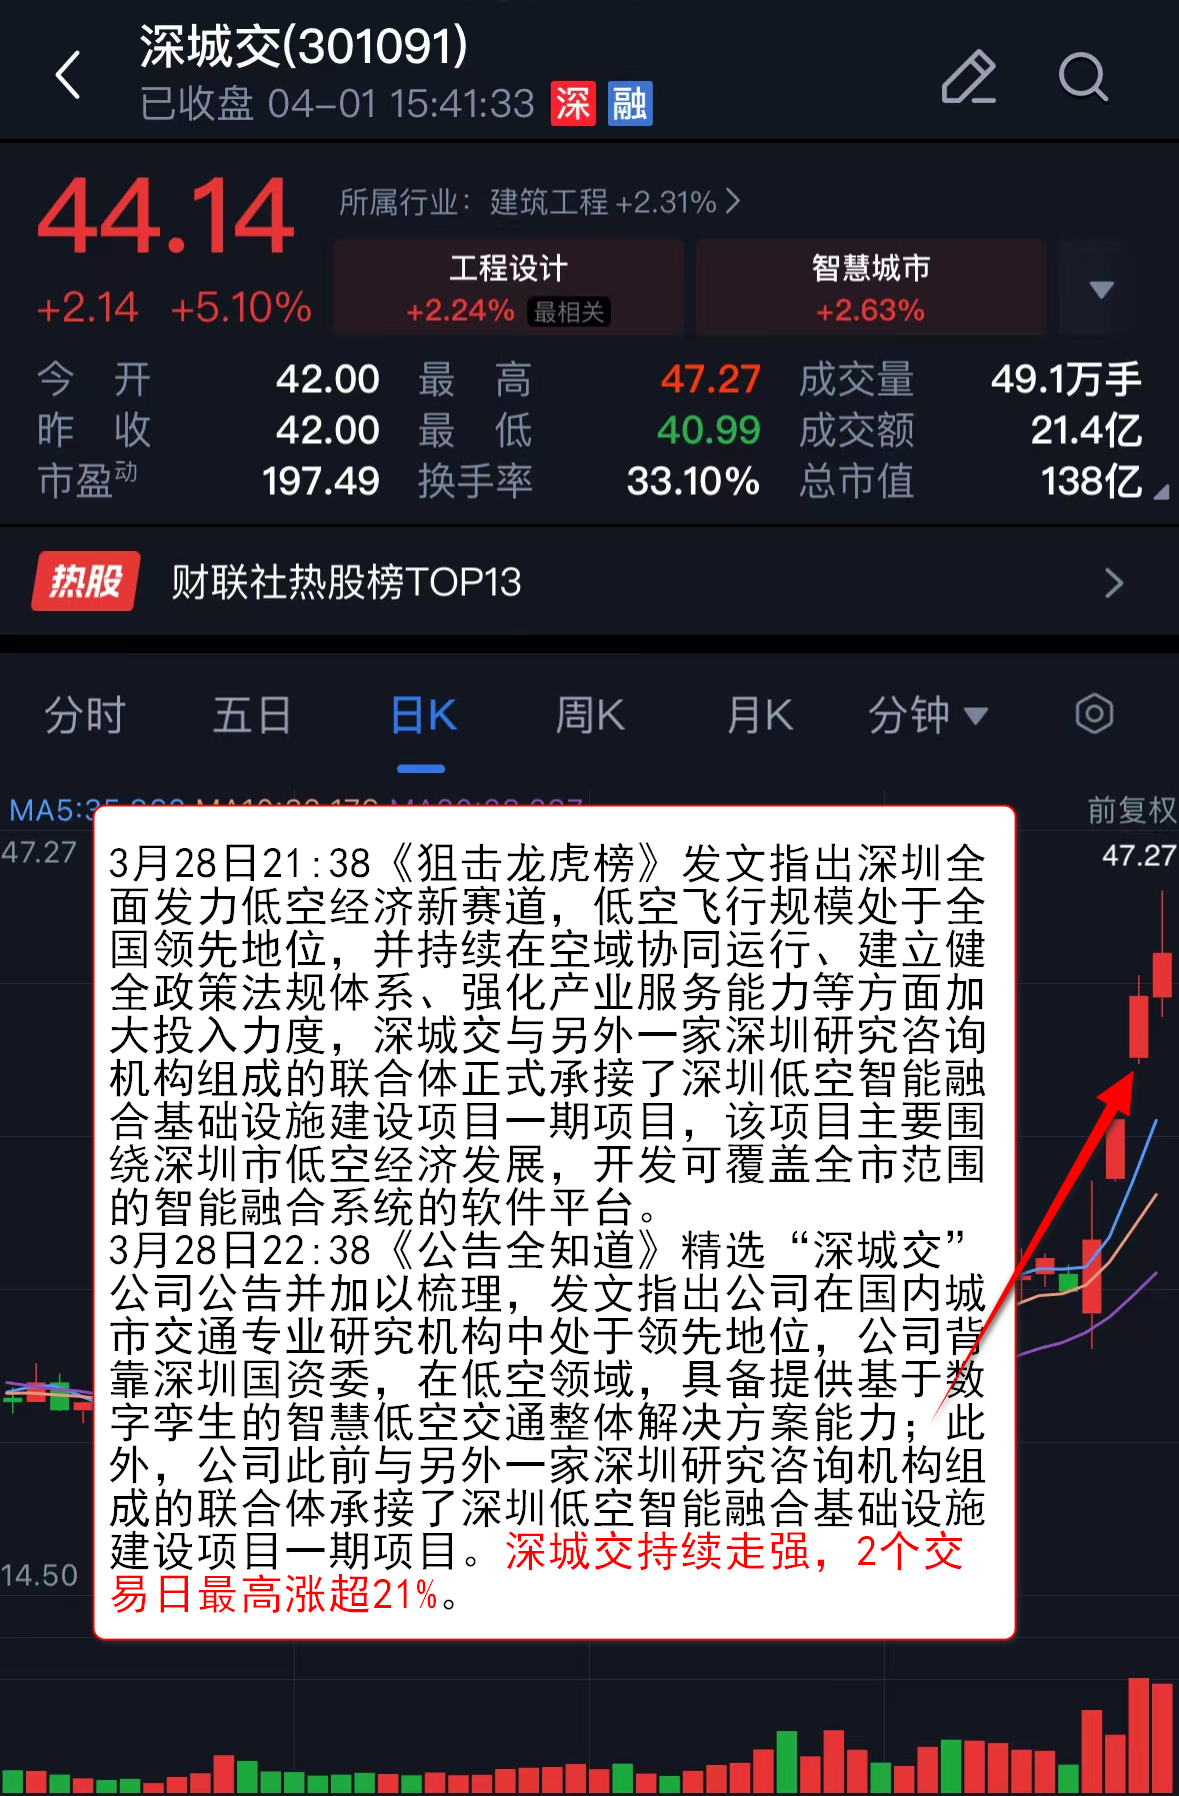 深城交(301091)
已收盘 04-01 15:41:33 深 融
44.14
所属行业：建筑工程 +2.31%
工程设计 智慧城市
+2.24% 最相关 +2.63%
+2.14 +5.10%
今开 42.00 最高 47.27 成交量 49.1万手
昨收 42.00 最低 40.99 成交额 21.4亿
市盈动 197.49 换手率 33.10% 总市值 138亿
热股 财联社热股榜TOP13
分时 五日 日K 周K 月K 分钟
MA5:35
前复权
47.27 47.27
3月28日21:38《狙击龙虎榜》发文指出深圳全
面发力低空经济新赛道，低空飞行规模处于全
国领先地位，并持续在空域协同运行、建立健
全政策法规体系、强化产业服务能力等方面加
大投入力度，深城交与另外一家深圳研究咨询
机构组成的联合体正式承接了深圳低空智能融
合基础设施建设项目一期项目，该项目主要围
绕深圳市低空经济发展，开发可覆盖全市范围
的智能融合系统的软件平台。
3月28日22:38《公告全知道》精选“深城交”
公司公告并加以梳理，发文指出公司在国内城
市交通专业研究机构中处于领先地位，公司背
靠深圳国资委，在低空领域，具备提供基于数
字孪生的智慧低空交通整体解决方案能力；此
外，公司此前与另外一家深圳研究咨询机构组
成的联合体承接了深圳低空智能融合基础设施
建设项目一期项目。深城交持续走强，2个交
易日最高涨超21%。
14.50